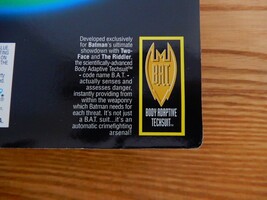 Developed exclusively
for Batman's ultimate
showdown with Two-
Face and The Riddler,
the scientifically-advanced
Body Adaptive Techsuit™
- code name B.A.T. -
actually senses and
assesses danger,
instantly providing from
within the weaponry
which Batman needs for
each threat. It's not just
a B.A.T. suit...it's an
automatic crimefighting
arsenal!
B.A.T.
BODY ADAPTIVE
TECHSUIT™